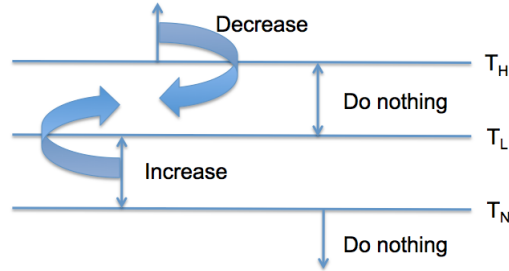 Decrease
T_H
Do nothing
T_L
Increase
T_N
Do nothing